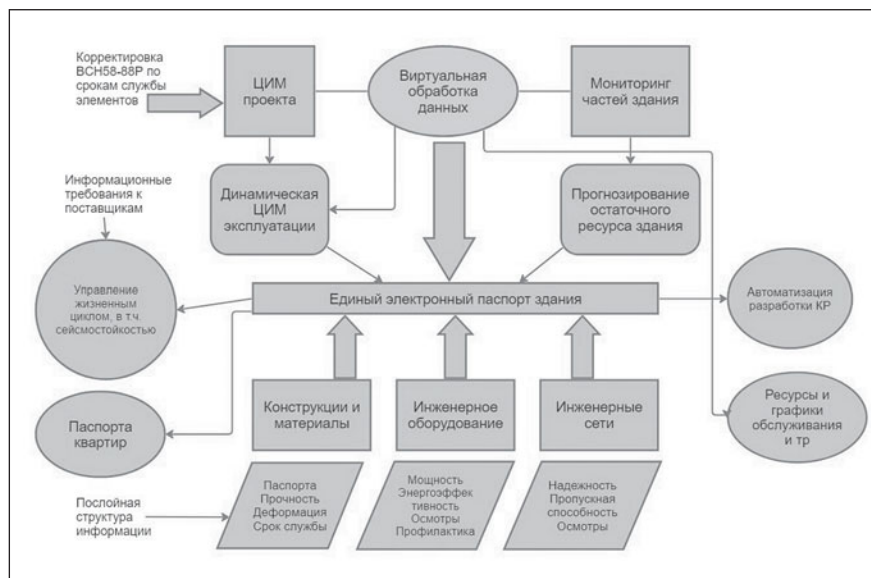 Корректировка
ВСН58-88Р по
срокам службы
элементов
ЦИМ
проекта
Виртуальная
обработка
данных
Мониторинг
частей здания
Информационные
требования к
поставщикам
Динамическая
ЦИМ
эксплуатации
Прогнозирование
остаточного
ресурса здания
Управление
жизненным
циклом, в т.ч.
сейсмостойкостью
Единый электронный паспорт здания
Автоматизация
разработки КР
Паспорта
квартир
Конструкции и
материалы
Инженерное
оборудование
Инженерные
сети
Ресурсы и
графики
обслуживания
и тр
Послойная
структура
информации
Паспорта
Прочность
Деформация
Срок службы
Мощность
Энергоэффек
тивность
Осмотры
Профилактика
Надежность
Пропускная
способность
Осмотры